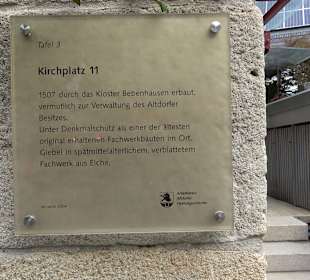 Tafel 3
Kirchplatz 11
1507 durch das Kloster Bebenhausen erbaut,
vermutlich zur Verwaltung des Altdorfer
Besitzes.
Unter Denkmalschutz als einer der ältesten
original erhaltenen Fachwerkbauten im Ort.
Giebel in spätmittelalterlichem, verblattetem
Fachwerk aus Eiche.